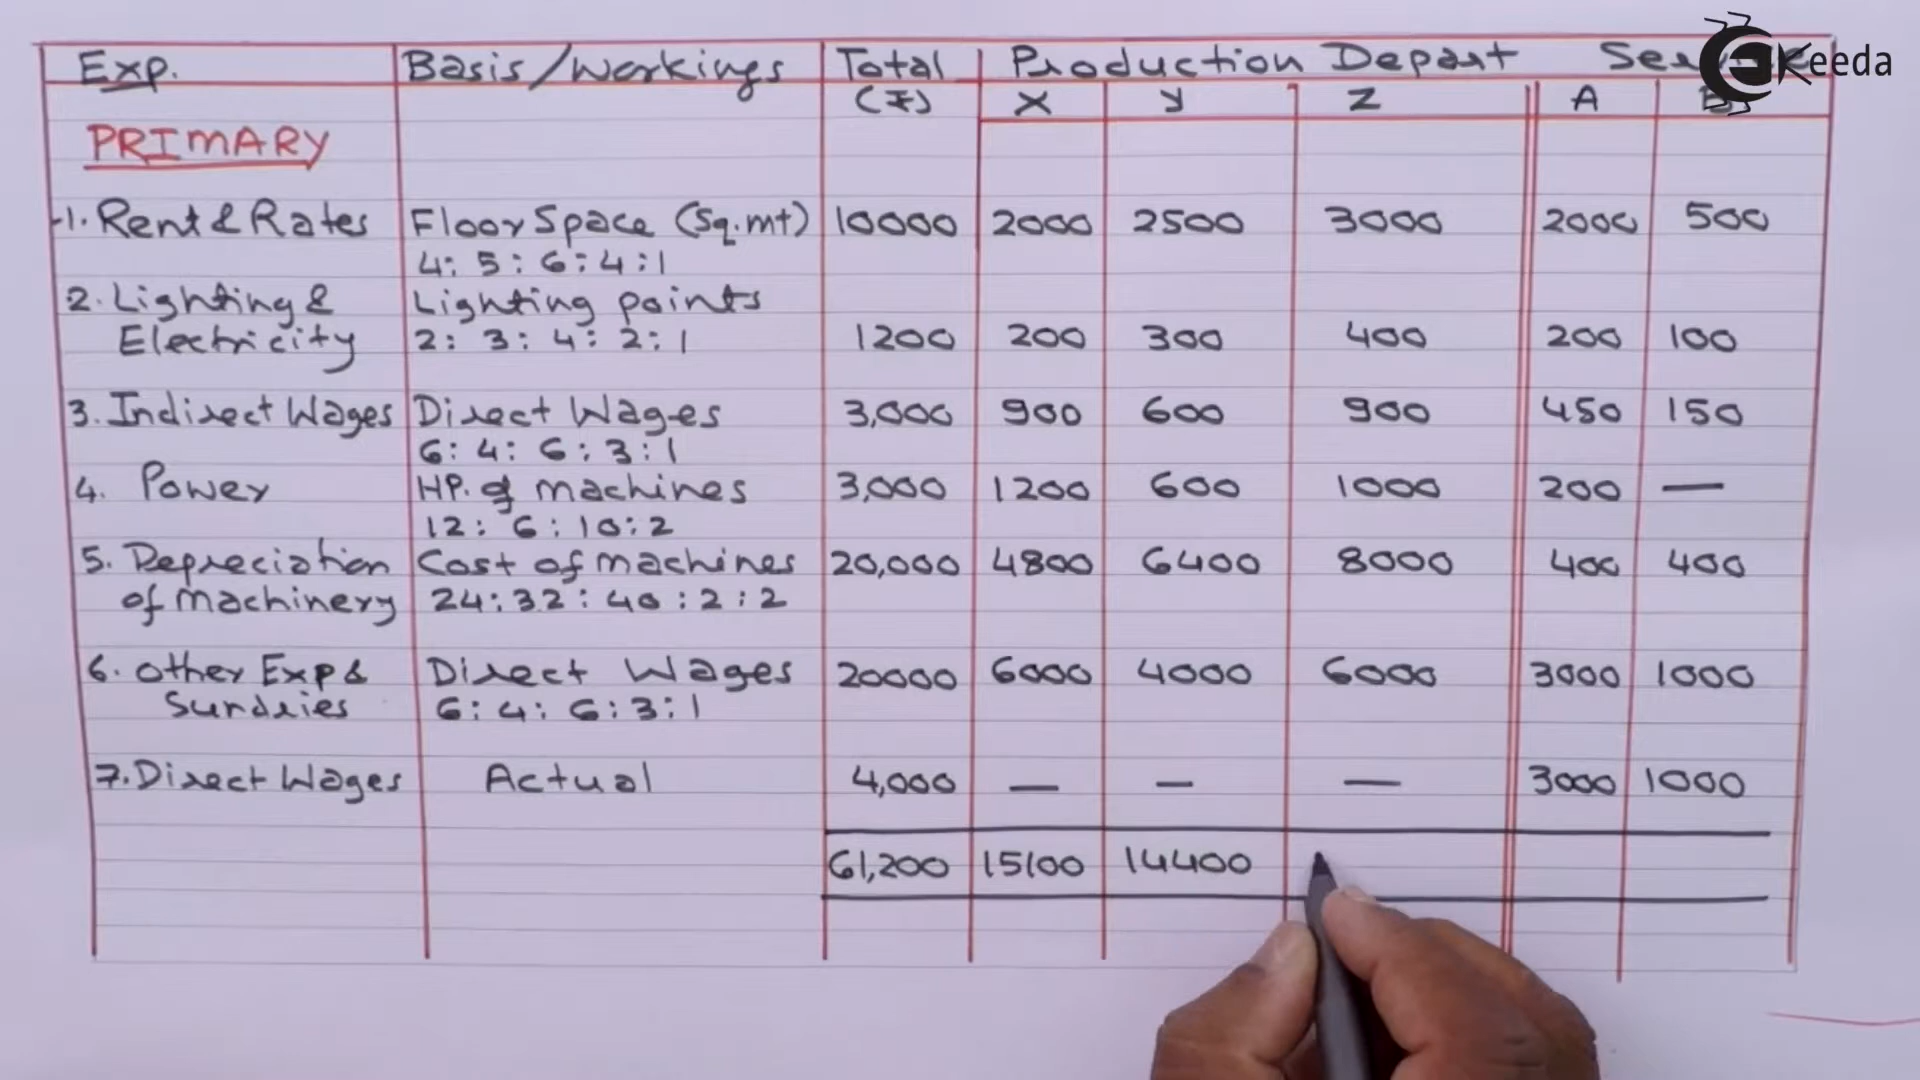 Exp. Basis/Workings Total Production Depart Service
(₹) X Y Z A B
PRIMARY
1. Rent & Rates Floor Space (Sq.mt) 10000 2000 2500 3000 2000 500
4: 5: 6: 4: 1
2. Lighting & Lighting points
Electricity 2: 3: 4: 2: 1 1200 200 300 400 200 100
3. Indirect Wages Direct Wages 3,000 900 600 900 450 150
6: 4: 6: 3: 1
4. Power HP. of machines 3,000 1200 600 1000 200 —
12: 6: 10: 2
5. Depreciation Cost of machines 20,000 4800 6400 8000 400 400
of machinery 24: 32: 40: 2: 2
6. Other Exp & Direct Wages 20000 6000 4000 6000 3000 1000
Sundries 6: 4: 6: 3: 1
7. Direct Wages Actual 4,000 — — — 3000 1000
61,200 15100 14400
Keeda